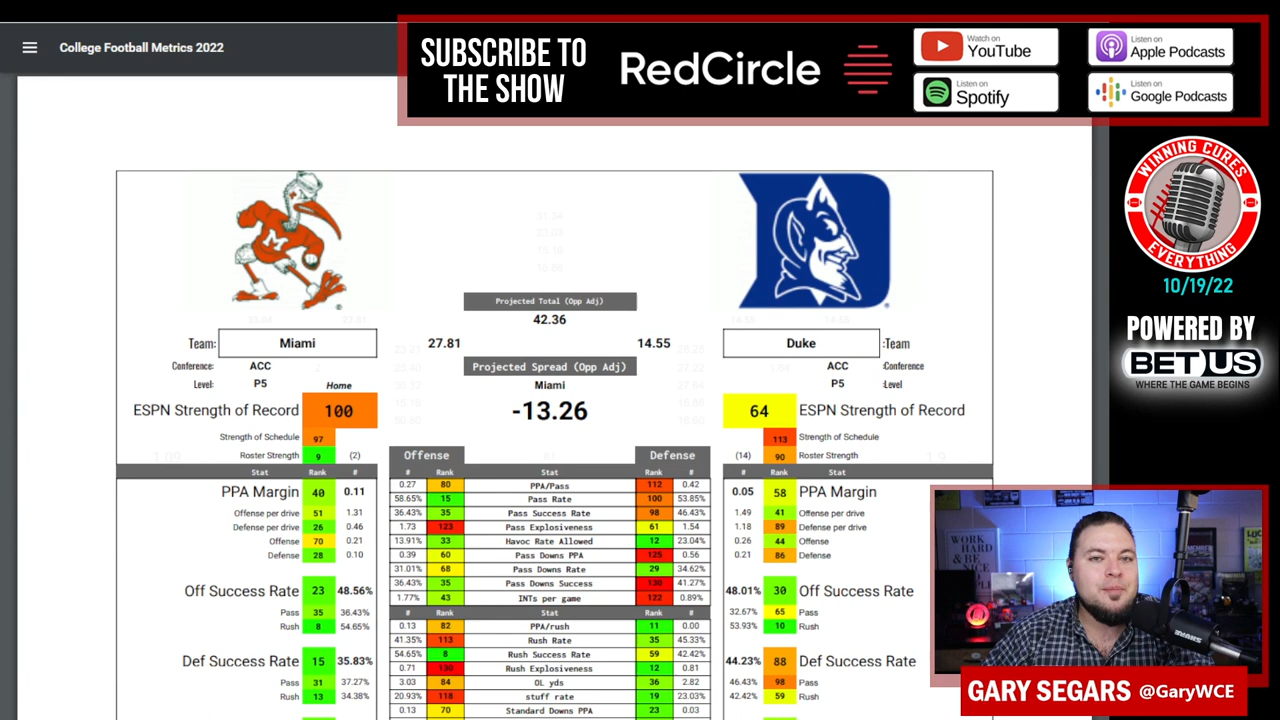 College Football Metrics 2022
SUBSCRIBE TO
THE SHOW
RedCircle
Watch on
YouTube
Listen on
Apple Podcasts
Listen on
Spotify
Listen on
Google Podcasts
WINNING CURES
EVERYTHING
10/19/22
POWERED BY
BETUS
WHERE THE GAME BEGINS
M
D
Projected Total (Opp Adj)
42.36
Team: Miami 27.81 14.55 Duke :Team
Projected Spread (Opp Adj)
Conference: ACC ACC :Conference
Level: P5 Home Miami P5 :Level
ESPN Strength of Record 100 -13.26 64 ESPN Strength of Record
Strength of Schedule 97 113 Strength of Schedule
Roster Strength 9 (2) Offense Defense (14) 90 Roster Strength
Stat Rank # # Rank Stat Rank # # Rank Stat
0.27 80 PPA/Pass 112 0.42
PPA Margin 40 0.11 58.65% 15 Pass Rate 100 53.85% 0.05 58 PPA Margin
Offense per drive 51 1.31 36.43% 35 Pass Success Rate 98 46.43% 1.49 41 Offense per drive
Defense per drive 26 0.46 1.73 123 Pass Explosiveness 61 1.54 1.18 89 Defense per drive
Offense 70 0.21 13.91% 33 Havoc Rate Allowed 12 23.04% 0.26 44 Offense
Defense 28 0.10 0.39 60 Pass Downs PPA 125 0.56 0.21 86 Defense
31.01% 68 Pass Downs Rate 29 34.62%
Off Success Rate 23 48.56% 36.43% 35 Pass Downs Success 130 41.27% 48.01% 30 Off Success Rate
1.77% 43 INTs per game 122 0.89%
Pass 35 36.43% # Rank Stat Rank # 32.67% 65 Pass
Rush 8 54.65% 0.13 82 PPA/rush 11 0.00 53.93% 10 Rush
41.35% 113 Rush Rate 35 45.33%
Def Success Rate 15 35.83% 54.65% 8 Rush Success Rate 59 42.42% 44.23% 88 Def Success Rate
0.71 130 Rush Explosiveness 12 0.81
Pass 31 37.27% 3.03 84 OL yds 36 2.82 46.43% 98 Pass
Rush 13 34.38% 20.93% 118 stuff rate 19 23.03% 42.42% 59 Rush
0.13 70 Standard Downs PPA 23 0.03
WORK
HARD &
GARY SEGARS @GaryWCE